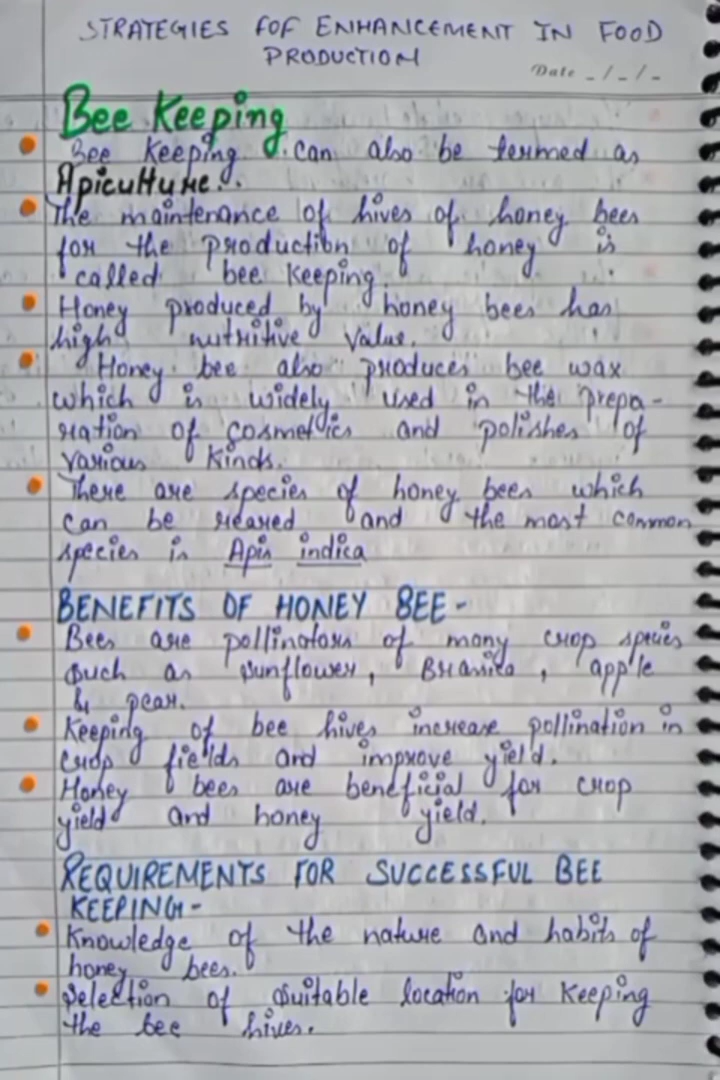 STRATEGIES FOF ENHANCEMENT IN FOOD
PRODUCTION
Date _/_/_
Bee Keeping
Bee Keeping can also be termed as
Apiculture.
The maintenance of hives of honey bees
for the production of honey is
called bee keeping.
Honey produced by honey bees has
high nutritive value.
Honey bee also produces bee wax
which is widely used in the prepa-
ration of cosmetics and polishes of
various kinds.
There are species of honey bees which
can be reared and the most common
species is Apis indica
BENEFITS OF HONEY BEE-
Bees are pollinators of many crop species
such as sunflower, Brassica, apple
& pear.
Keeping of bee hives increase pollination in
crop fields and improve yield.
Honey bees are beneficial for crop
yield and honey yield.
REQUIREMENTS FOR SUCCESSFUL BEE
KEEPING-
Knowledge of the nature and habits of
honey bees.
Selection of suitable location for keeping
the bee hives.